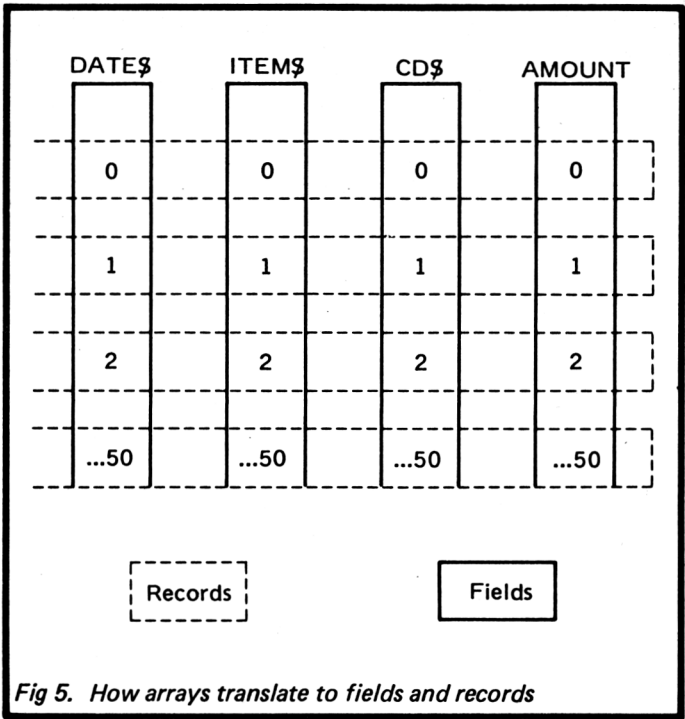 DATE$ ITEM$ CD$ AMOUNT
0 0 0 0
1 1 1 1
2 2 2 2
...50 ...50 ...50 ...50
Records Fields
Fig 5. How arrays translate to fields and records